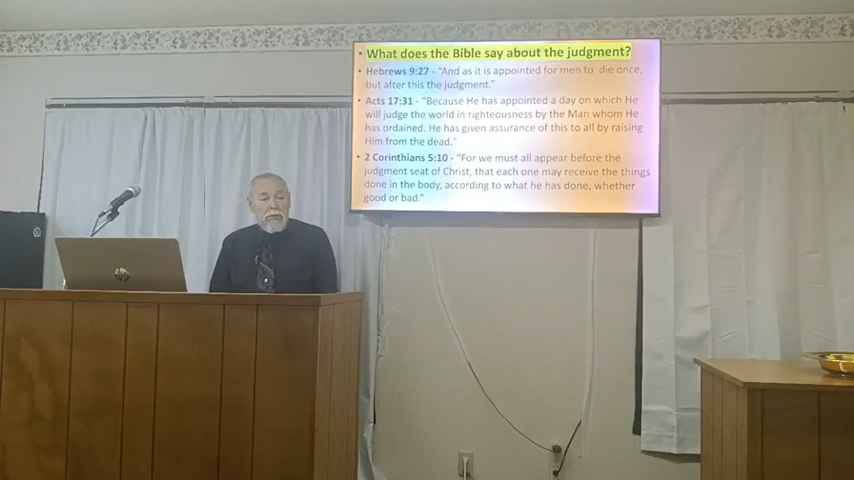 • What does the Bible say about the judgment?
• Hebrews 9:27 - “And as it is appointed for men to die once,
but after this the judgment.”
• Acts 17:31 - “Because He has appointed a day on which He
will judge the world in righteousness by the Man whom He
has ordained. He has given assurance of this to all by raising
Him from the dead.”
• 2 Corinthians 5:10 - “For we must all appear before the
judgment seat of Christ, that each one may receive the things
done in the body, according to what he has done, whether
good or bad.”
hp